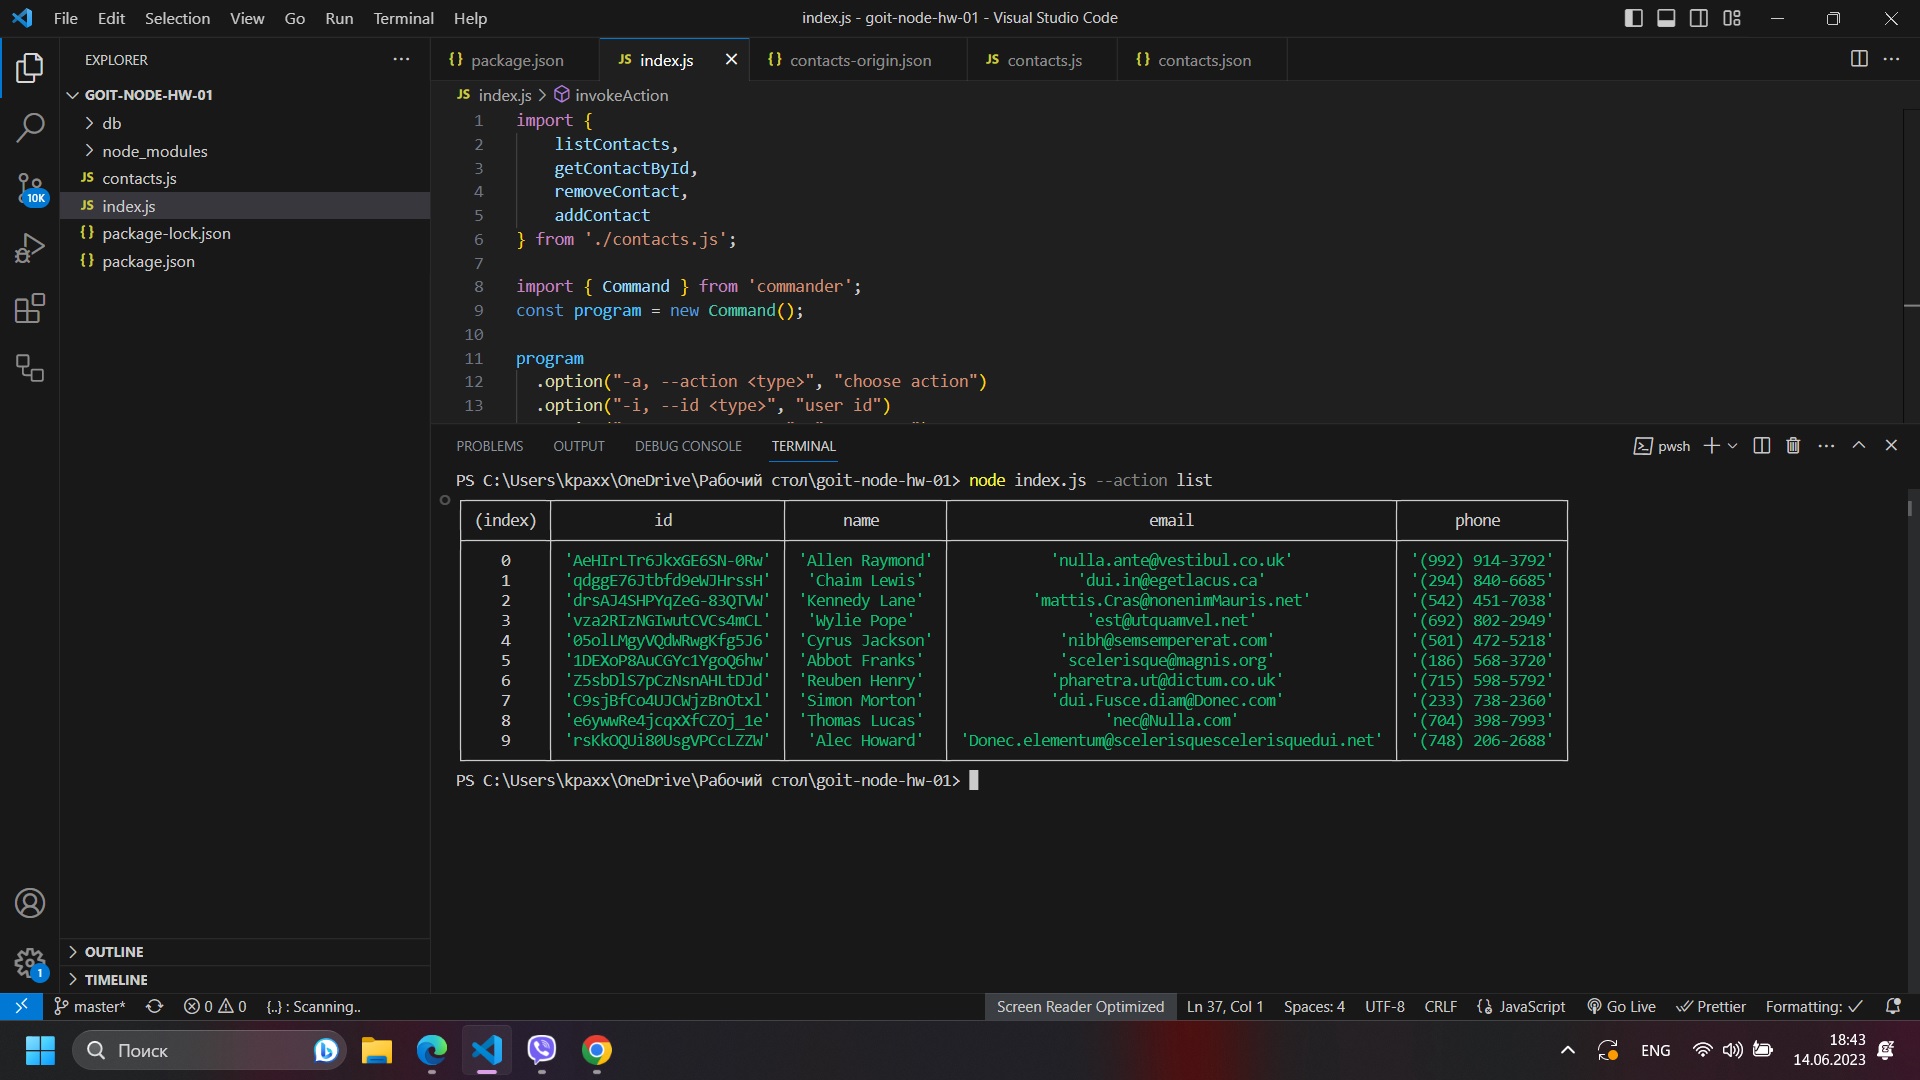 File Edit Selection View Go Run Terminal Help
index.js - goit-node-hw-01 - Visual Studio Code
EXPLORER
GOIT-NODE-HW-01
db
node_modules
JS contacts.js
JS index.js
{} package-lock.json
{} package.json
10K
OUTLINE
TIMELINE
1
{} package.json
JS index.js
{} contacts-origin.json
JS contacts.js
{} contacts.json
JS index.js > invokeAction
1 import {
2 listContacts,
3 getContactById,
4 removeContact,
5 addContact
6 } from './contacts.js';
7
8 import { Command } from 'commander';
9 const program = new Command();
10
11 program
12 .option("-a, --action <type>", "choose action")
13 .option("-i, --id <type>", "user id")
PROBLEMS OUTPUT DEBUG CONSOLE TERMINAL
pwsh
PS C:\Users\kpaxx\OneDrive\Рабочий стол\goit-node-hw-01> node index.js --action list
(index) id name email phone
0 'AeHIrLTr6JkxGE6SN-0Rw' 'Allen Raymond' 'nulla.ante@vestibul.co.uk' '(992) 914-3792'
1 'qdggE76Jtbfd9eWJHrssH' 'Chaim Lewis' 'dui.in@egetlacus.ca' '(294) 840-6685'
2 'drsAJ4SHPYqZeG-83QTVW' 'Kennedy Lane' 'mattis.Cras@nonenimMauris.net' '(542) 451-7038'
3 'vza2RIzNGIwutCVCs4mCL' 'Wylie Pope' 'est@utquamvel.net' '(692) 802-2949'
4 '05olLMgyVQdWRwgKfg5J6' 'Cyrus Jackson' 'nibh@semsempererat.com' '(501) 472-5218'
5 '1DEXoP8AuCGYc1YgoQ6hw' 'Abbot Franks' 'scelerisque@magnis.org' '(186) 568-3720'
6 'Z5sbDlS7pCzNsnAHLtDJd' 'Reuben Henry' 'pharetra.ut@dictum.co.uk' '(715) 598-5792'
7 'C9sjBfCo4UJCWjzBnOtxl' 'Simon Morton' 'dui.Fusce.diam@Donec.com' '(233) 738-2360'
8 'e6ywwRe4jcqxXfCZOj_1e' 'Thomas Lucas' 'nec@Nulla.com' '(704) 398-7993'
9 'rsKkOQUi80UsgVPCcLZZW' 'Alec Howard' 'Donec.elementum@scelerisquescelerisquedui.net' '(748) 206-2688'
PS C:\Users\kpaxx\OneDrive\Рабочий стол\goit-node-hw-01>
master* 0 0 {..} : Scanning.. Screen Reader Optimized Ln 37, Col 1 Spaces: 4 UTF-8 CRLF JavaScript Go Live Prettier Formatting:
Поиск
ENG
18:43
14.06.2023